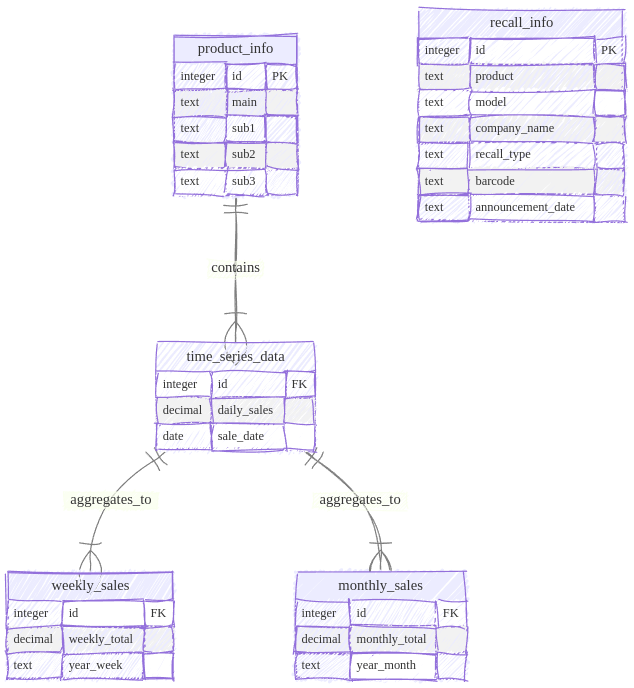 product_info
integer id PK
text main
text sub1
text sub2
text sub3
recall_info
integer id PK
text product
text model
text company_name
text recall_type
text barcode
text announcement_date
contains
time_series_data
integer id FK
decimal daily_sales
date sale_date
aggregates_to
aggregates_to
weekly_sales
integer id FK
decimal weekly_total
text year_week
monthly_sales
integer id FK
decimal monthly_total
text year_month